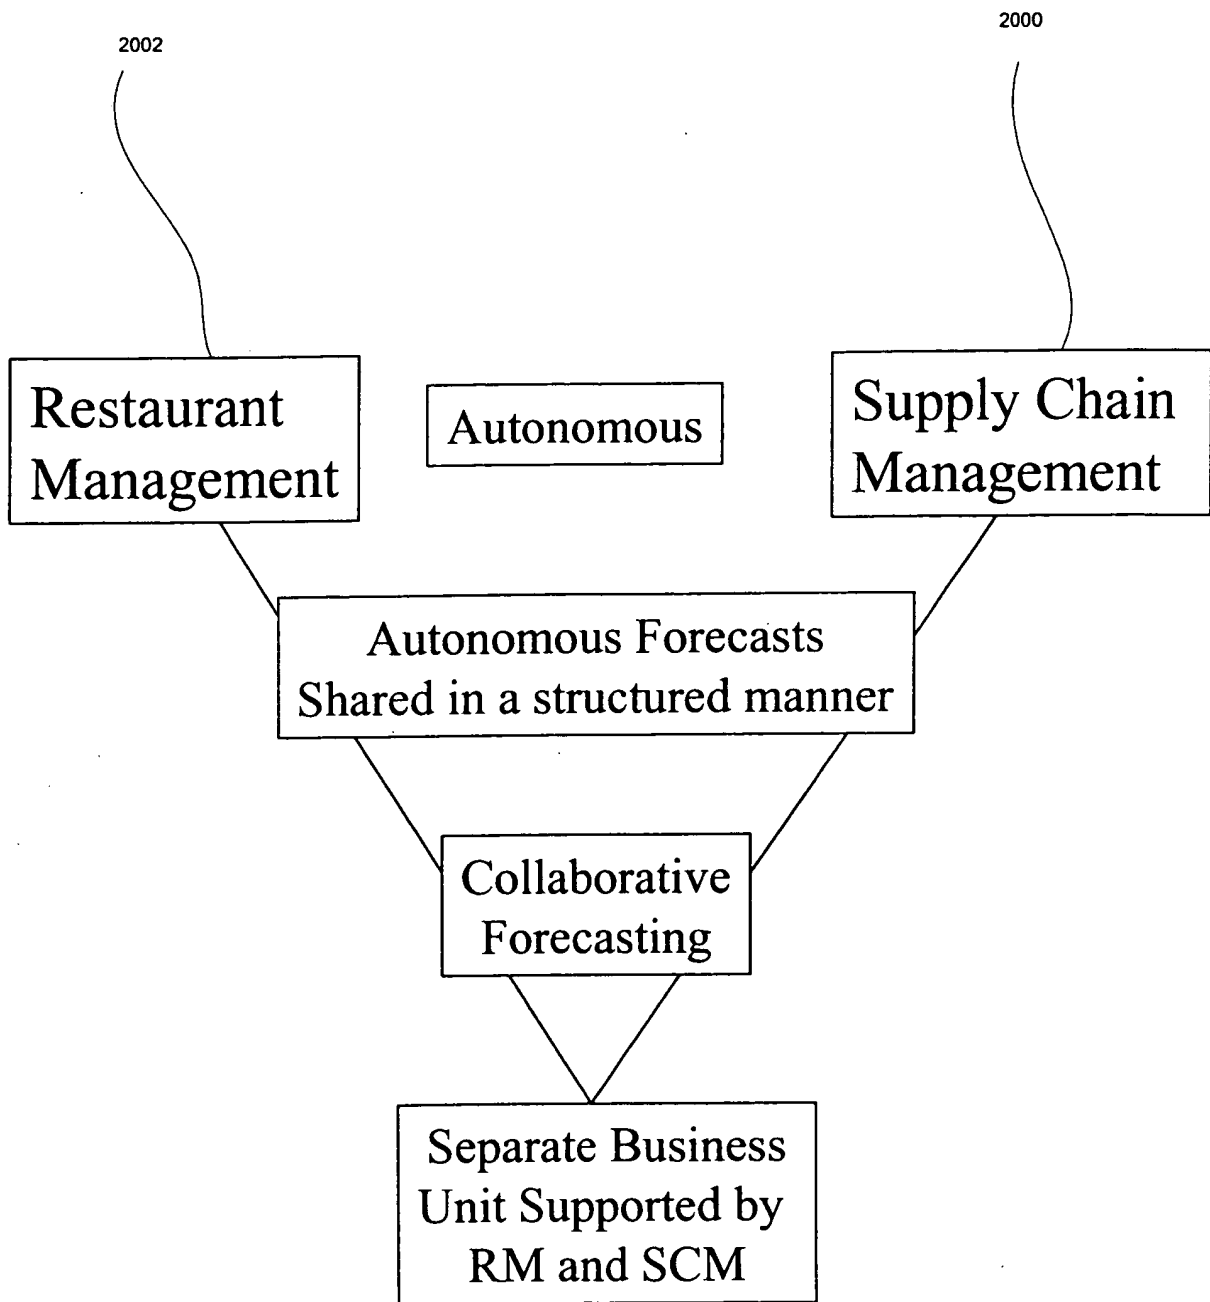 2002
2000
Restaurant
Management
Autonomous
Supply Chain
Management
Autonomous Forecasts
Shared in a structured manner
Collaborative
Forecasting
Separate Business
Unit Supported by
RM and SCM